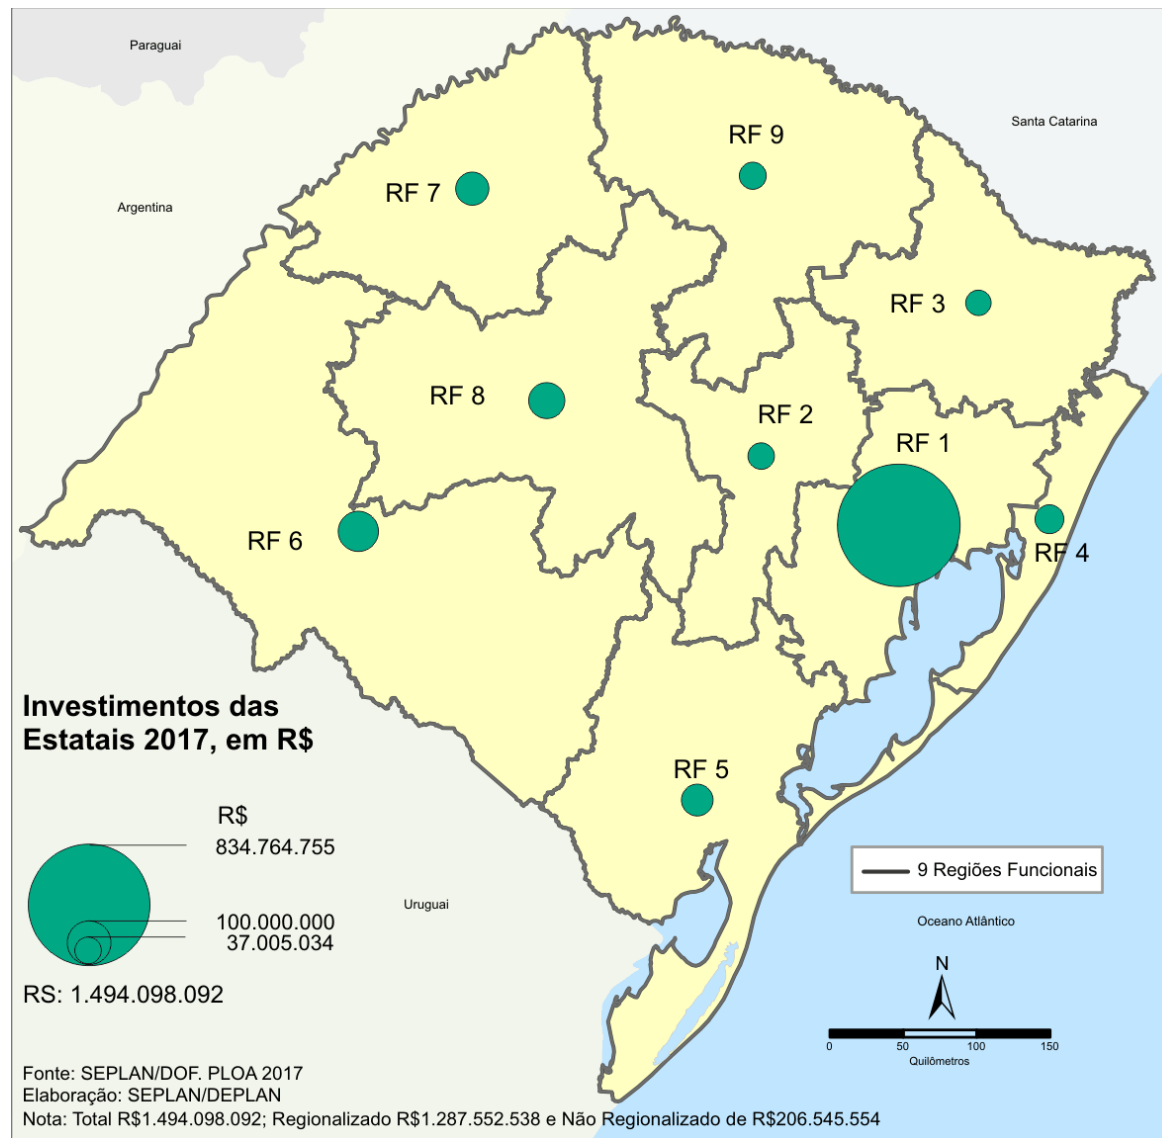 Paraguai
Santa Catarina
RF 9
RF 7
Argentina
RF 3
RF 8
RF 2
RF 1
RF 6
RF 4
Investimentos das
Estatais 2017, em R$
RF 5
R$
834.764.755
9 Regiões Funcionais
Uruguai
100.000.000
Oceano Atlântico
37.005.034
N
RS: 1.494.098.092
0 50 100 150
Quilômetros
Fonte: SEPLAN/DOF. PLOA 2017
Elaboração: SEPLAN/DEPLAN
Nota: Total R$1.494.098.092; Regionalizado R$1.287.552.538 e Não Regionalizado de R$206.545.554